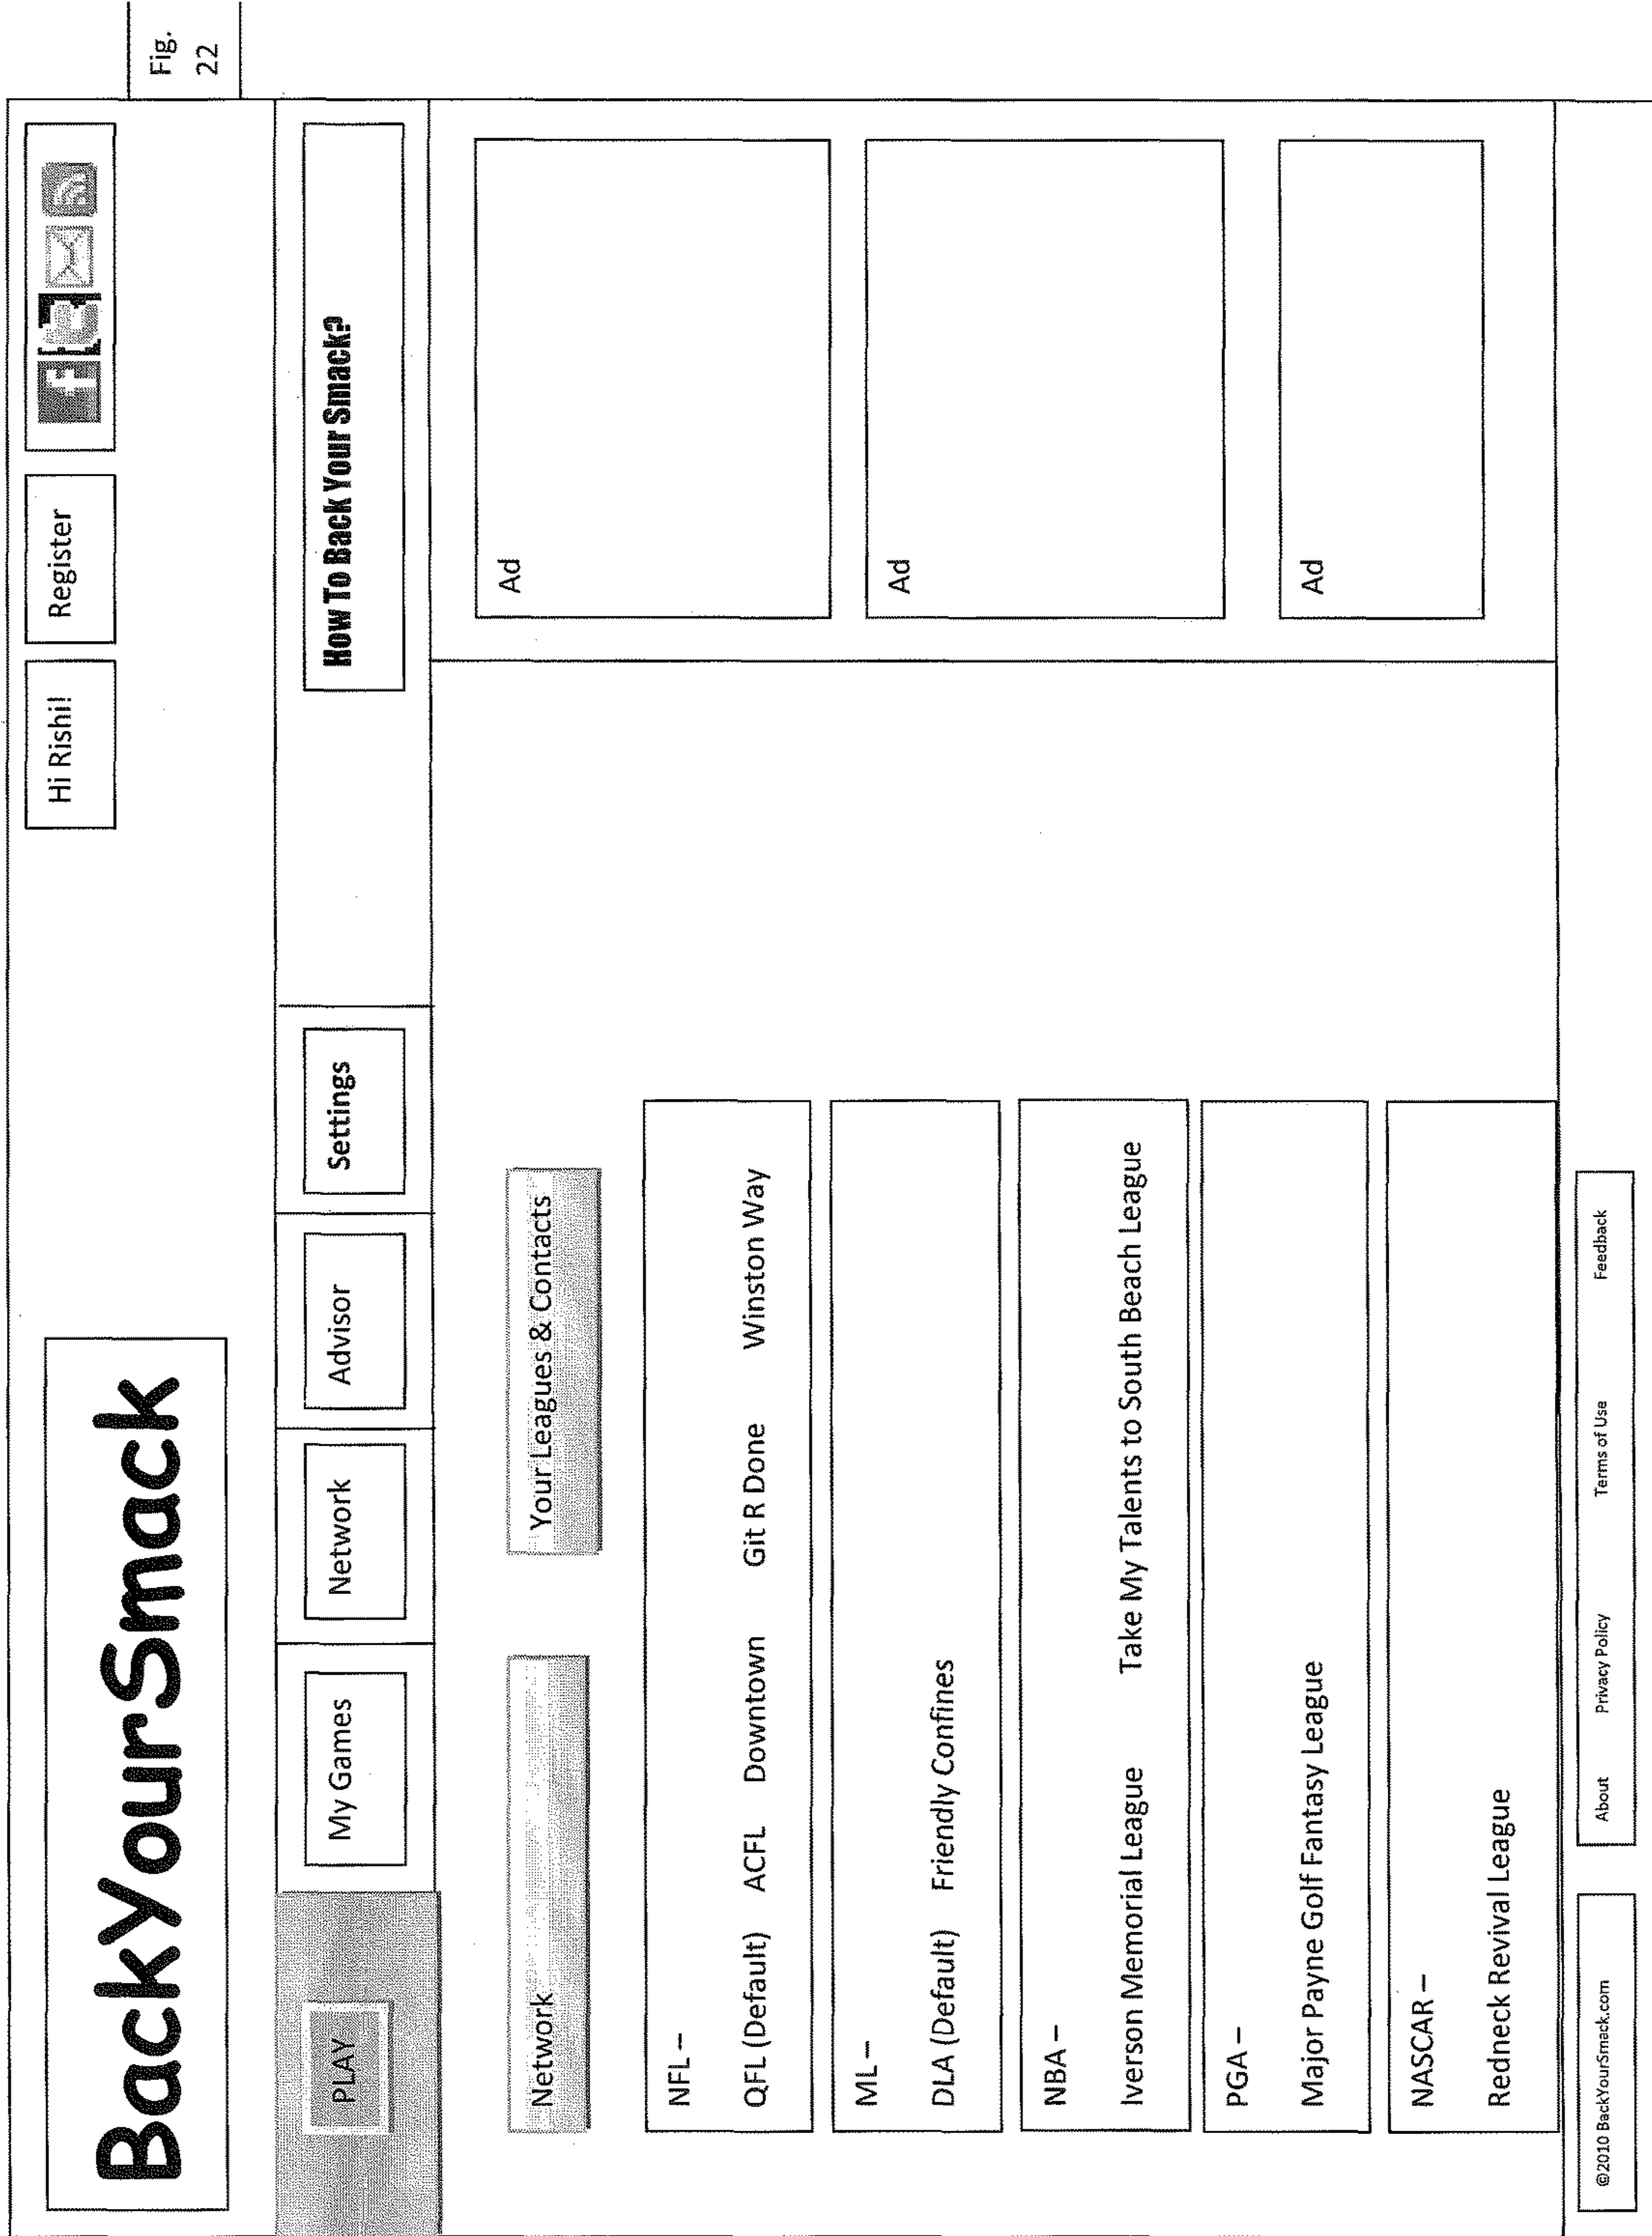 Fig.
22
BackYourSmack
Hi Rishi!
Register
PLAY
My Games
Network
Advisor
Settings
How To Back Your Smack?
Network
Your Leagues & Contacts
NFL –
QFL (Default) ACFL Downtown Git R Done Winston Way
ML –
DLA (Default) Friendly Confines
NBA –
Iverson Memorial League Take My Talents to South Beach League
PGA –
Major Payne Golf Fantasy League
NASCAR –
Redneck Revival League
Ad
Ad
Ad
©2010 BackYourSmack.com
About Privacy Policy Terms of Use Feedback